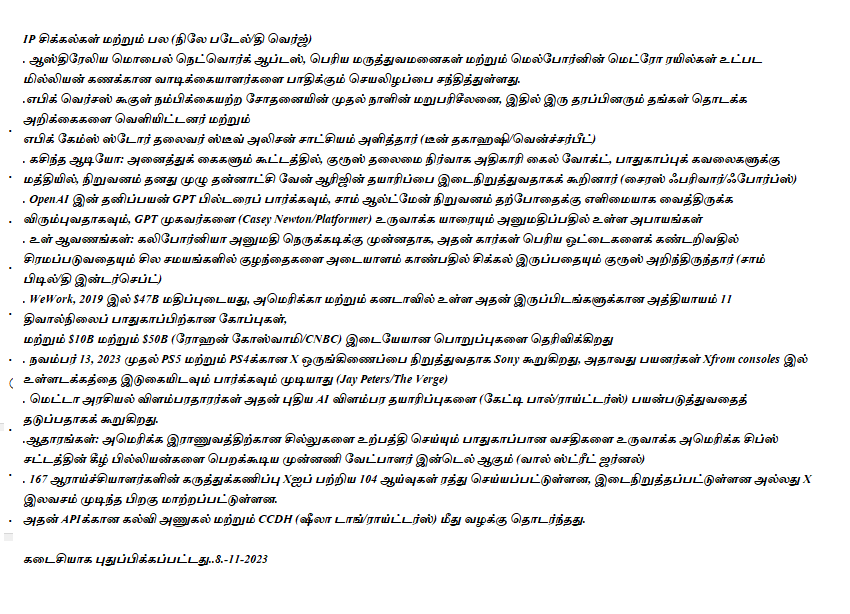 IP சிக்கல்கள் மற்றும் பல (நிலே படேல்/தி வெர்ஜ்)
. ஆஸ்திரேலிய மொபைல் நெட்வொர்க் ஆப்டஸ், பெரிய மருத்துவமனைகள் மற்றும் மெல்போர்னின் மெட்ரோ ரயில்கள் உட்பட
மில்லியன் கணக்கான வாடிக்கையாளர்களை பாதிக்கும் செயலிழப்பை சந்தித்துள்ளது.
.எபிக் வெர்சஸ் கூகுள் நம்பிக்கையற்ற சோதனையின் முதல் நாளின் மறுபரிசீலனை, இதில் இரு தரப்பினரும் தங்கள் தொடக்க
அறிக்கைகளை வெளியிட்டனர் மற்றும்
எபிக் கேம்ஸ் ஸ்டோர் தலைவர் ஸ்டீவ் அலிசன் சாட்சியம் அளித்தார் (டீன் தகாஹஷி/வென்ச்சர்பீட்)
. கசிந்த ஆடியோ: அனைத்துக் கைகளும் கூட்டத்தில், குரூஸ் தலைமை நிர்வாக அதிகாரி கைல் வோக்ட், பாதுகாப்புக் கவலைகளுக்கு
மத்தியில், நிறுவனம் தனது முழு தன்னாட்சி வேன் ஆரிஜின் தயாரிப்பை இடைநிறுத்துவதாகக் கூறினார் (சைரஸ் ஃபரிவார்/ஃபோர்ப்ஸ்)
. OpenAI இன் தனிப்பயன் GPT பில்டரைப் பார்க்கவும், சாம் ஆல்ட்மேன் நிறுவனம் தற்போதைக்கு எளிமையாக வைத்திருக்க
விரும்புவதாகவும், GPT முகவர்களை (Casey Newton/Platformer) உருவாக்க யாரையும் அனுமதிப்பதில் உள்ள அபாயங்கள்
. உள் ஆவணங்கள்: கலிபோர்னியா அனுமதி நெருக்கடிக்கு முன்னதாக, அதன் கார்கள் பெரிய ஓட்டைகளைக் கண்டறிவதில்
சிரமப்படுவதையும் சில சமயங்களில் குழந்தைகளை அடையாளம் காண்பதில் சிக்கல் இருப்பதையும் குரூஸ் அறிந்திருந்தார் (சாம்
பிடில்/தி இன்டர்செப்ட்)
. WeWork, 2019 இல் $47B மதிப்புடையது, அமெரிக்கா மற்றும் கனடாவில் உள்ள அதன் இருப்பிடங்களுக்கான அத்தியாயம் 11
திவால்நிலைப் பாதுகாப்பிற்கான கோப்புகள்,
மற்றும் $10B மற்றும் $50B (ரோஹன் கோஸ்வாமி/CNBC) இடையேயான பொறுப்புகளை தெரிவிக்கிறது
. நவம்பர் 13, 2023 முதல் PS5 மற்றும் PS4க்கான X ஒருங்கிணைப்பை நிறுத்துவதாக Sony கூறுகிறது, அதாவது பயனர்கள் Xfrom consoles இல்
உள்ளடக்கத்தை இடுகையிடவும் பார்க்கவும் முடியாது (Jay Peters/The Verge)
. மெட்டா அரசியல் விளம்பரதாரர்கள் அதன் புதிய AI விளம்பர தயாரிப்புகளை (கேட்டி பால்/ராய்ட்டர்ஸ்) பயன்படுத்துவதைத்
தடுப்பதாகக் கூறுகிறது.
.ஆதாரங்கள்: அமெரிக்க இராணுவத்திற்கான சில்லுகளை உற்பத்தி செய்யும் பாதுகாப்பான வசதிகளை உருவாக்க அமெரிக்க சிப்ஸ்
சட்டத்தின் கீழ் பில்லியன்களை பெறக்கூடிய முன்னணி வேட்பாளர் இன்டெல் ஆகும் (வால் ஸ்ட்ரீட் ஜர்னல்)
. 167 ஆராய்ச்சியாளர்களின் கருத்துக்கணிப்பு Xஐப் பற்றிய 104 ஆய்வுகள் ரத்து செய்யப்பட்டுள்ளன, இடைநிறுத்தப்பட்டுள்ளன அல்லது X
இலவசம் முடிந்த பிறகு மாற்றப்பட்டுள்ளன.
அதன் APIக்கான கல்வி அணுகல் மற்றும் CCDH (ஷீலா டாங்/ராய்ட்டர்ஸ்) மீது வழக்கு தொடர்ந்தது.
கடைசியாக புதுப்பிக்கப்பட்டது..8.-11-2023